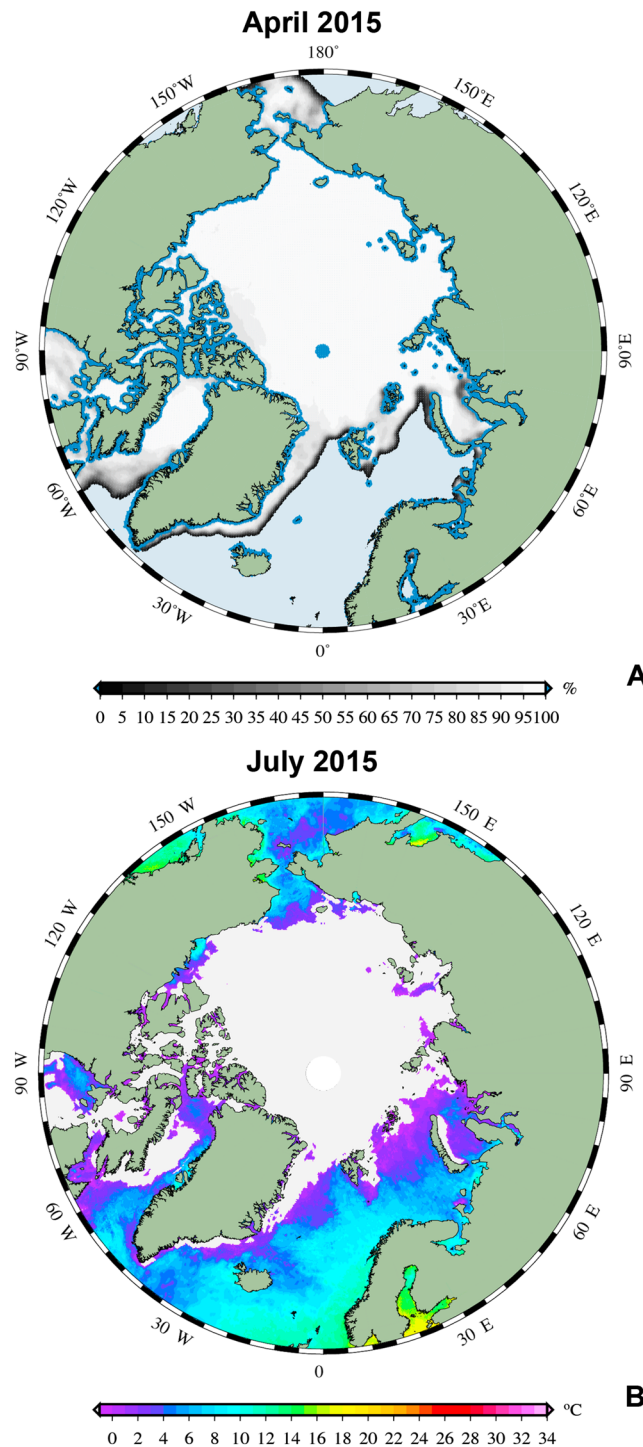 April 2015
180°
150°W
150°E
120°W
120°E
90°W
90°E
60°W
60°E
30°W
30°E
0°
A
%
0 5 10 15 20 25 30 35 40 45 50 55 60 65 70 75 80 85 90 95 100
July 2015
150 W
150 E
120 W
120 E
90 W
90 E
60 W
60 E
30 W
30 E
0
B
ºC
0 2 4 6 8 10 12 14 16 18 20 22 24 26 28 30 32 34